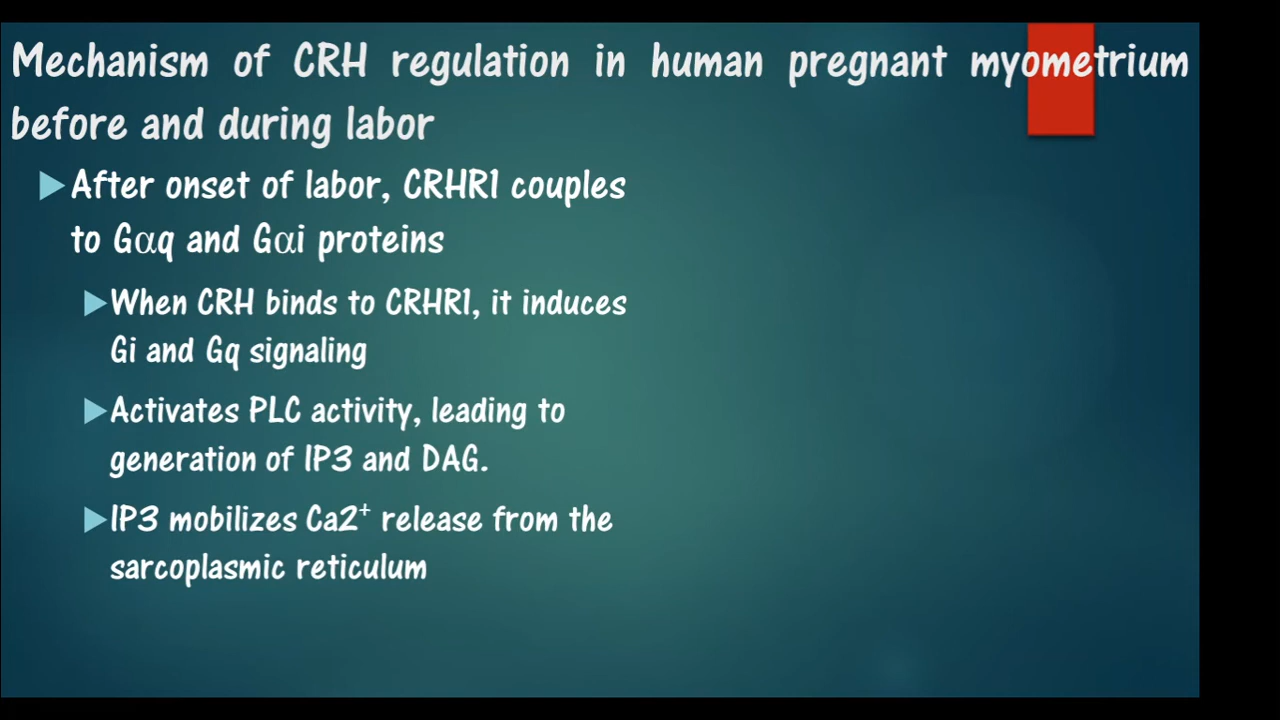 Mechanism of CRH regulation in human pregnant myometrium
before and during labor
After onset of labor, CRHR1 couples
to Gαq and Gαi proteins
When CRH binds to CRHR1, it induces
Gi and Gq signaling
Activates PLC activity, leading to
generation of IP3 and DAG.
IP3 mobilizes Ca2⁺ release from the
sarcoplasmic reticulum